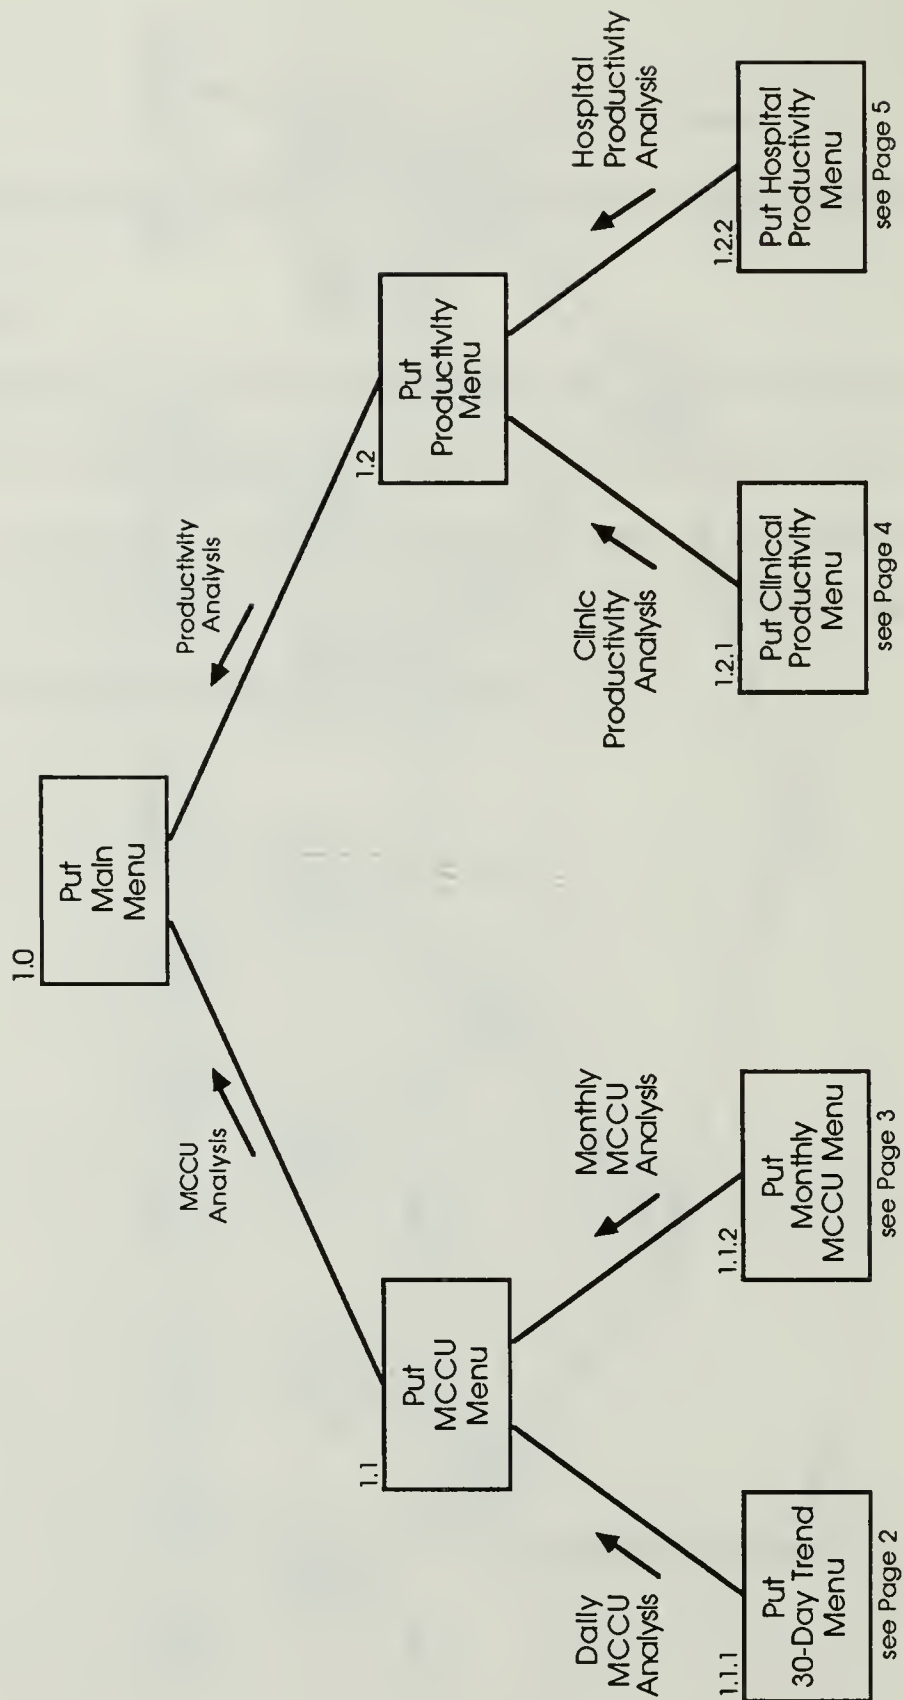 1.0
Put
Main
Menu
MCCU
Analysis
Productivity
Analysis
1.1
Put
MCCU
Menu
1.2
Put
Productivity
Menu
Daily
MCCU
Analysis
Monthly
MCCU
Analysis
Clinic
Productivity
Analysis
Hospital
Productivity
Analysis
1.1.1
Put
30-Day Trend
Menu
see Page 2
1.1.2
Put
Monthly
MCCU Menu
see Page 3
1.2.1
Put Clinical
Productivity
Menu
see Page 4
1.2.2
Put Hospital
Productivity
Menu
see Page 5